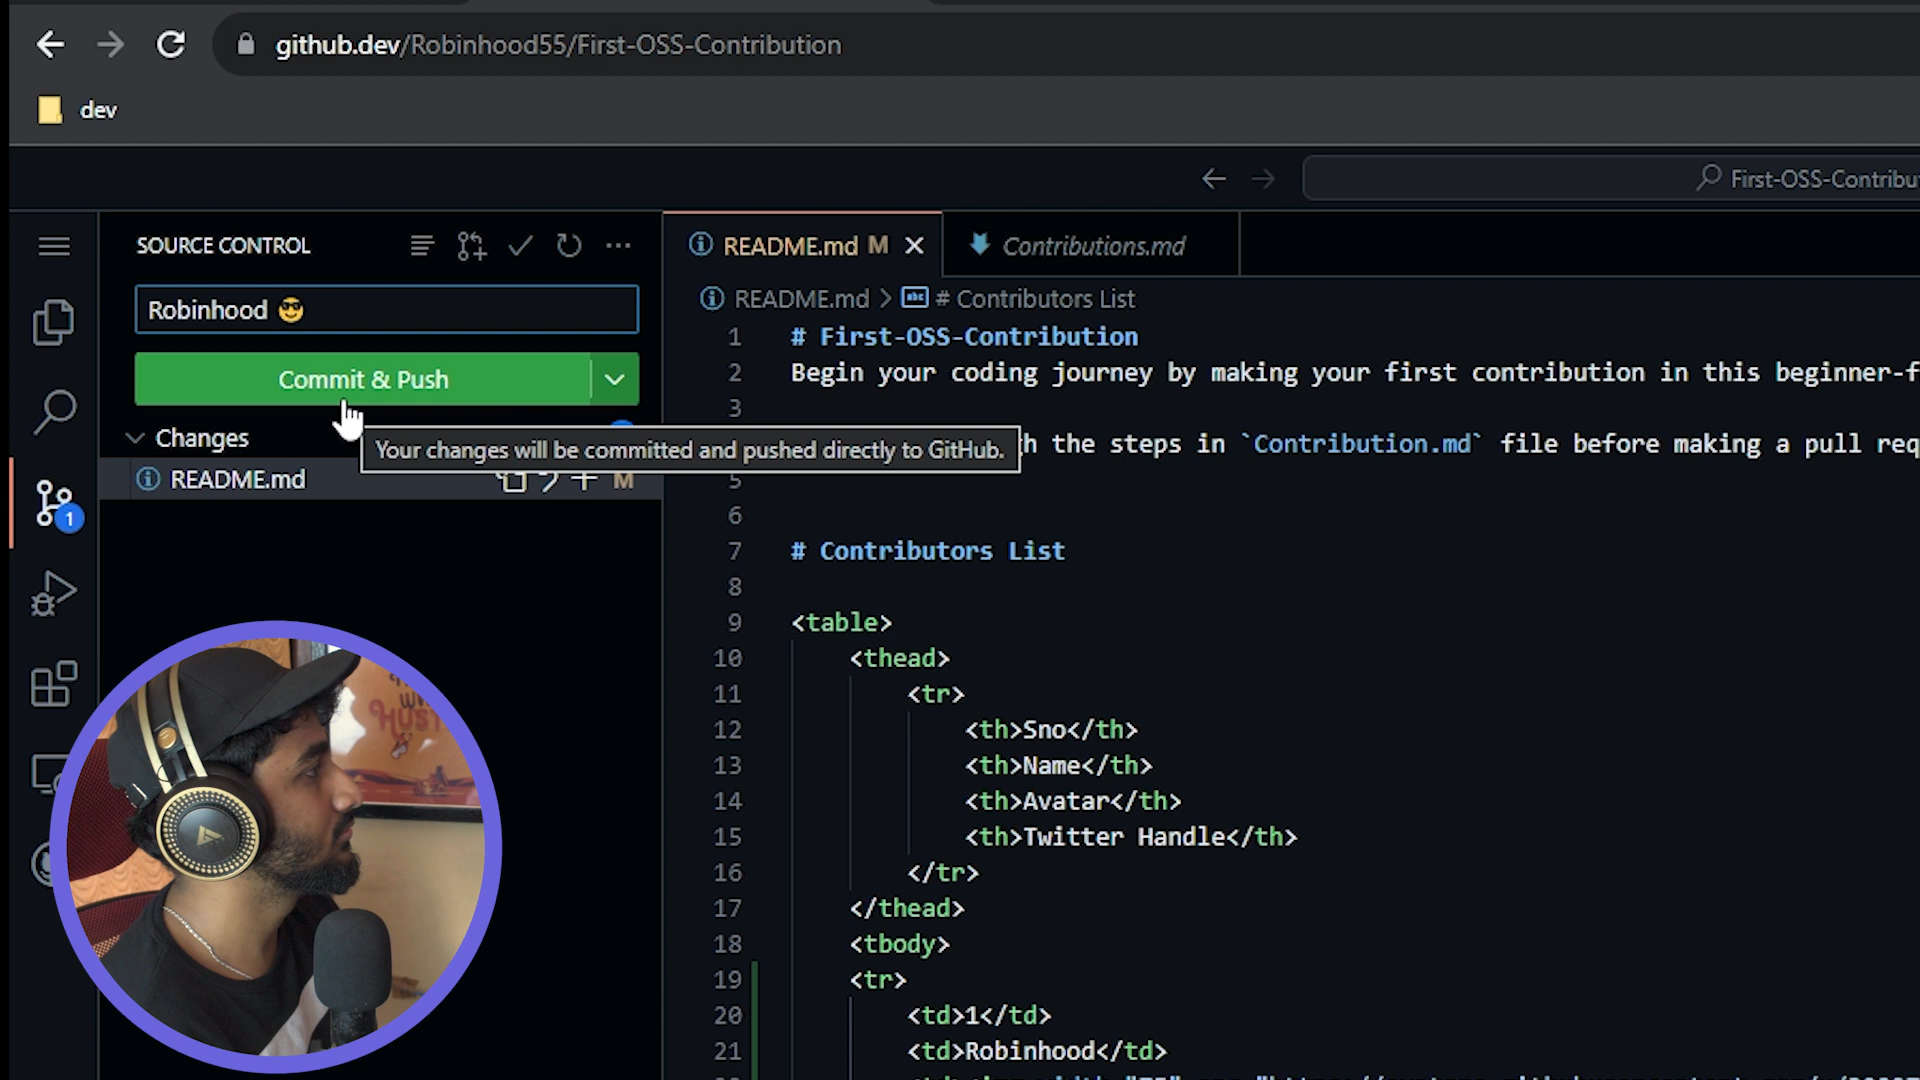 github.dev/Robinhood55/First-OSS-Contribution
dev
First-OSS-Contribu
SOURCE CONTROL
README.md M
Contributions.md
Robinhood 😎
README.md > # Contributors List
Commit & Push
Changes
Your changes will be committed and pushed directly to GitHub.
README.md M
1
1 # First-OSS-Contribution
2 Begin your coding journey by making your first contribution in this beginner-f
3
h the steps in `Contribution.md` file before making a pull req
5
6
7 # Contributors List
8
9 <table>
10 <thead>
11 <tr>
12 <th>Sno</th>
13 <th>Name</th>
14 <th>Avatar</th>
15 <th>Twitter Handle</th>
16 </tr>
17 </thead>
18 <tbody>
19 <tr>
20 <td>1</td>
21 <td>Robinhood</td>